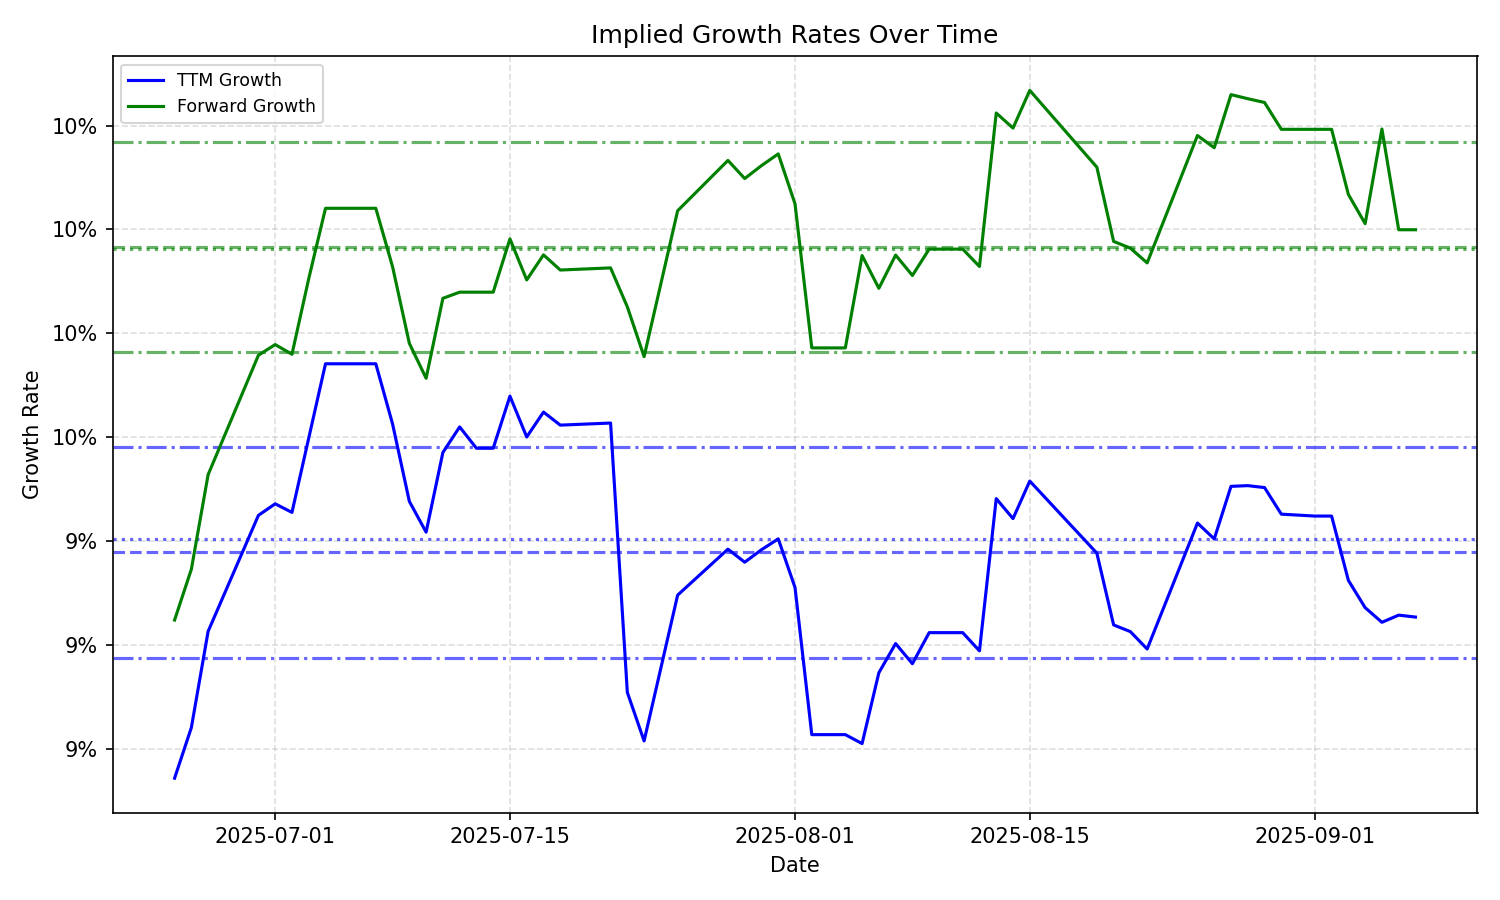 Implied Growth Rates Over Time
TTM Growth
Forward Growth
10%
10%
10%
10%
9%
9%
9%
Growth Rate
2025-07-01
2025-07-15
2025-08-01
2025-08-15
2025-09-01
Date